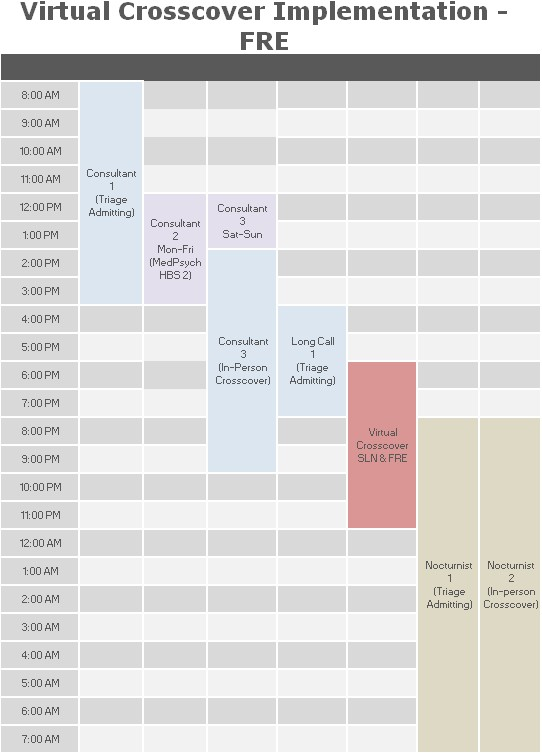 Virtual Crosscover Implementation -
FRE
8:00 AM
9:00 AM
10:00 AM
11:00 AM
12:00 PM
1:00 PM
2:00 PM
3:00 PM
4:00 PM
5:00 PM
6:00 PM
7:00 PM
8:00 PM
9:00 PM
10:00 PM
11:00 PM
12:00 AM
1:00 AM
2:00 AM
3:00 AM
4:00 AM
5:00 AM
6:00 AM
7:00 AM
Consultant
1
(Triage
Admitting)
Consultant
2
Mon-Fri
(MedPsych
HBS 2)
Consultant
3
Sat-Sun
Consultant
3
(In-Person
Crosscover)
Long Call
1
(Triage
Admitting)
Virtual
Crosscover
SLN & FRE
Nocturnist
1
(Triage
Admitting)
Nocturnist
2
(In-person
Crosscover)